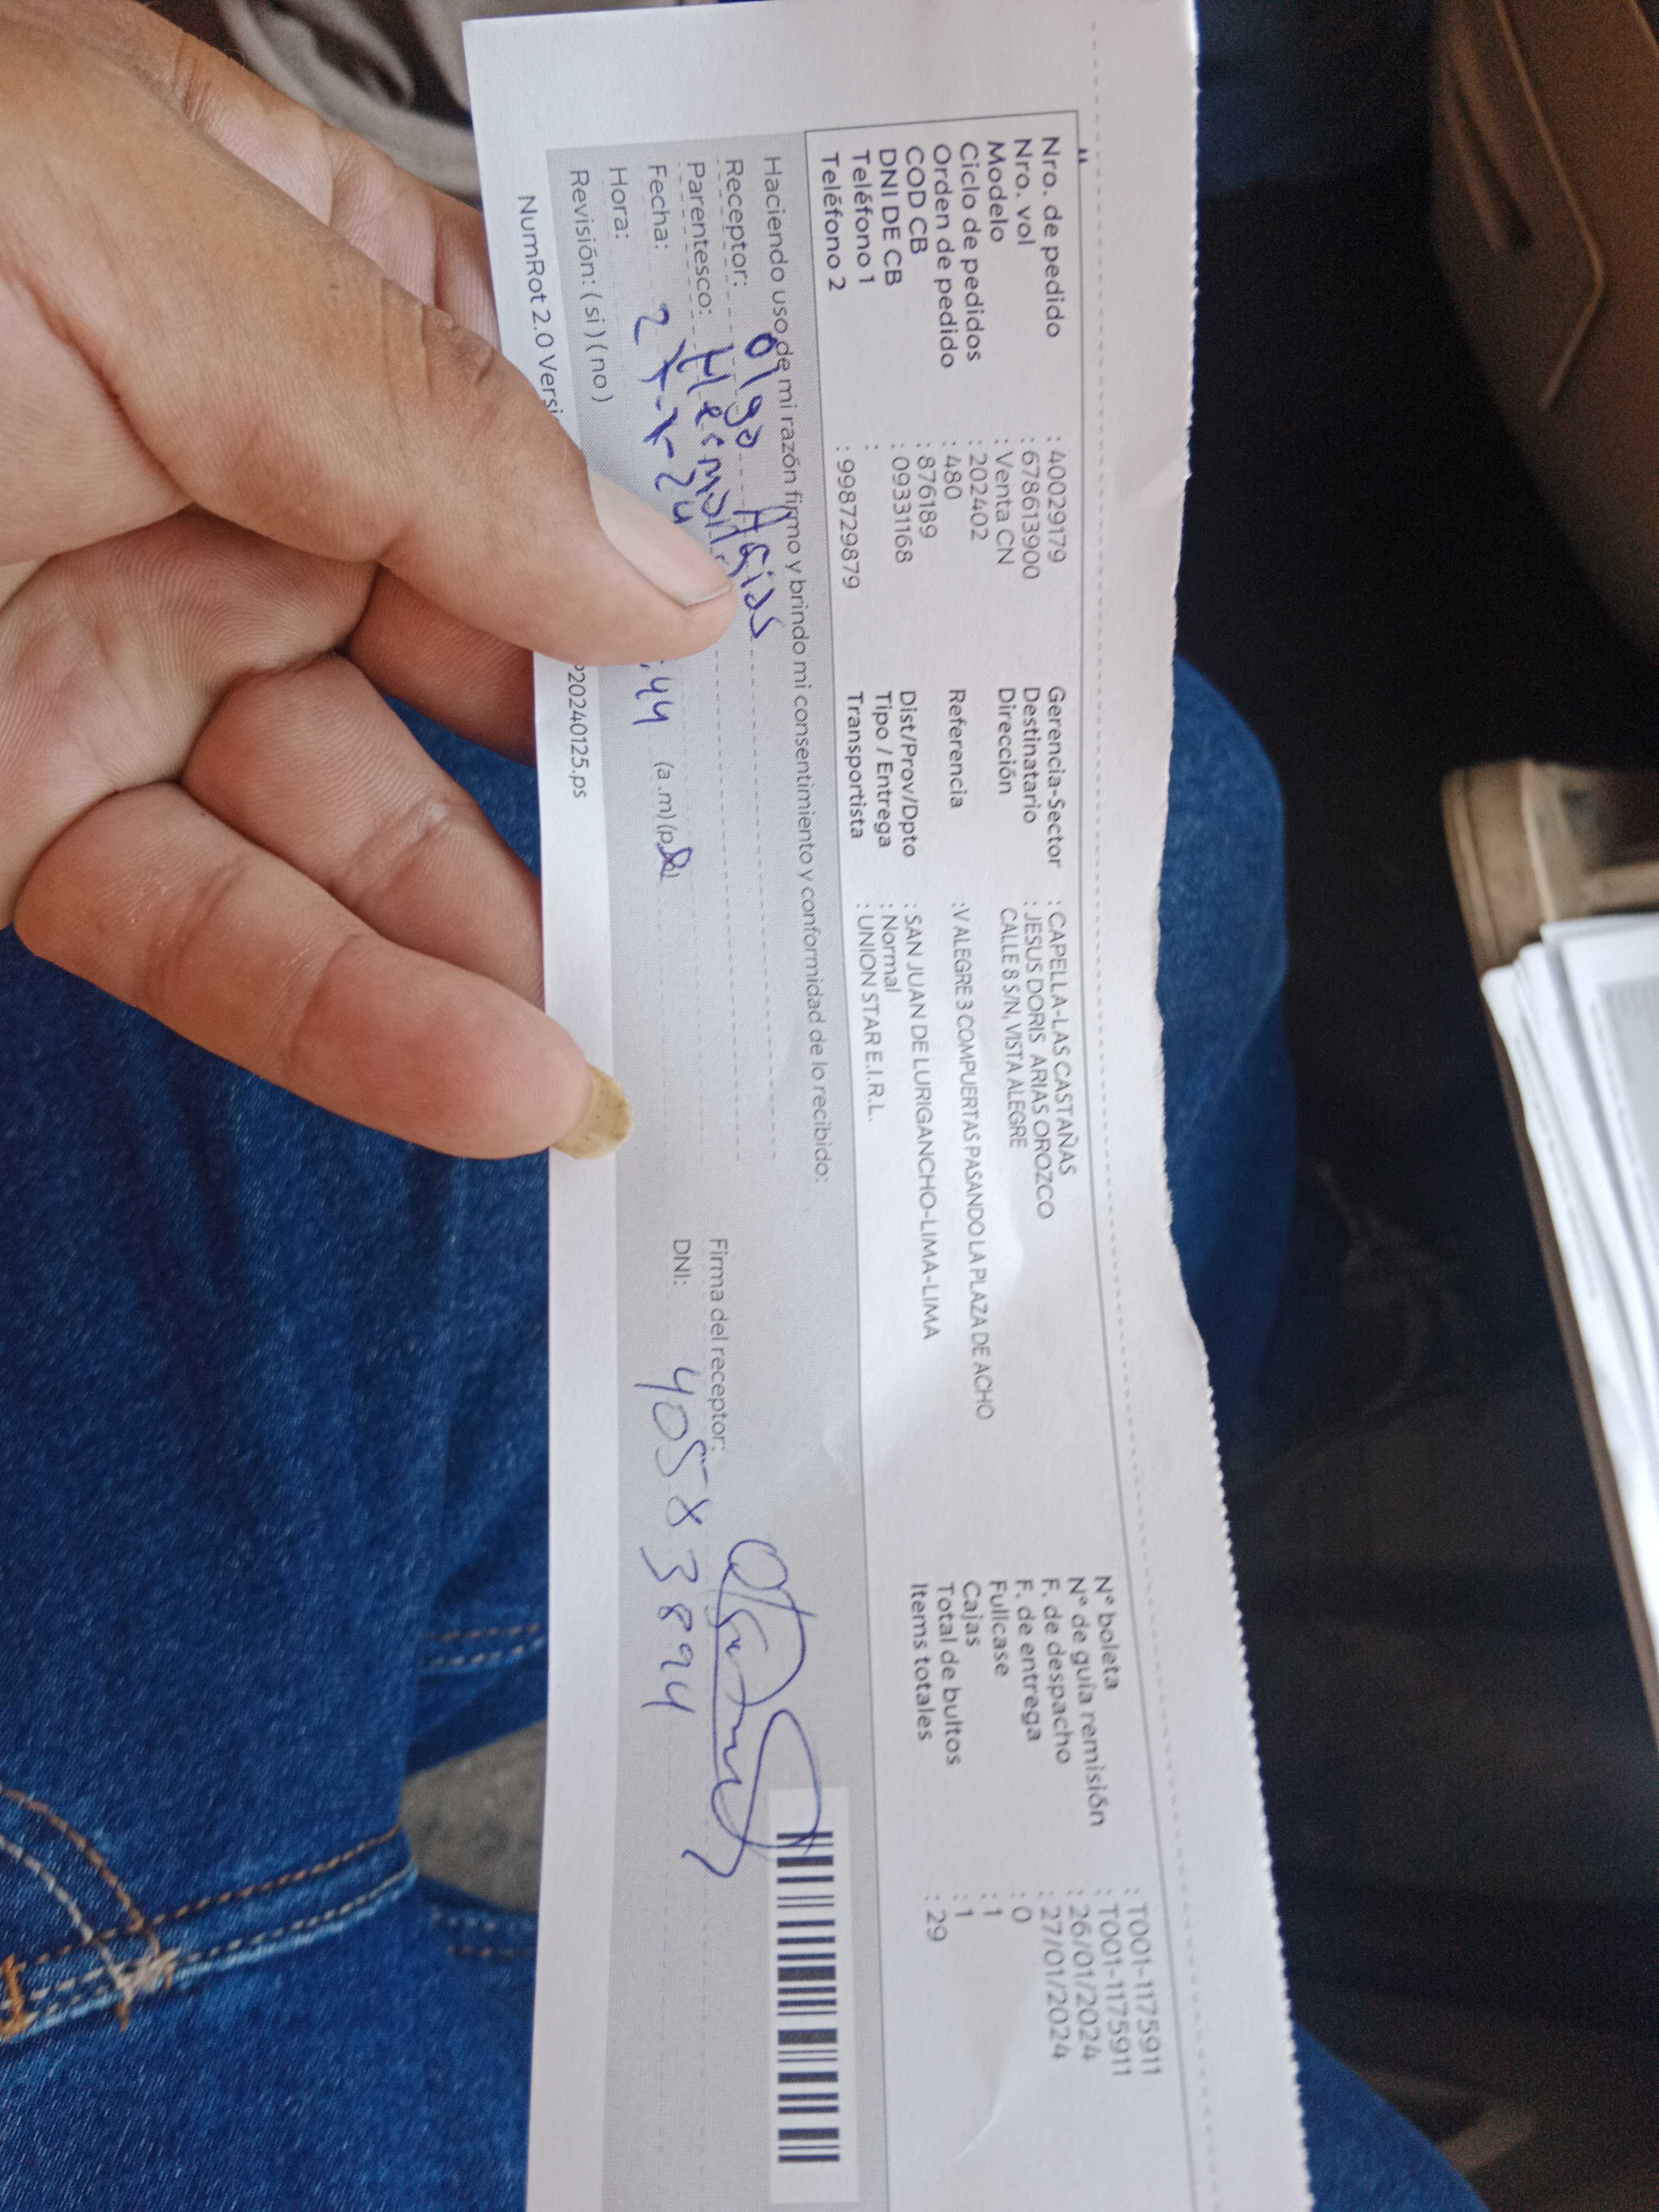 Nro. de pedido : 40029179
Nro. vol : 678613900
Modelo : Venta CN
Ciclo de pedidos : 202402
Orden de pedido : 480
COD CB : 876189
DNI DE CB : 09331168
Teléfono 1 :
Teléfono 2 : 998729879
Gerencia-Sector : CAPELLA-LAS CASTAÑAS
Destinatario : JESUS DORIS ARIAS OROZCO
Dirección CALLE 8 S/N, VISTA ALEGRE
Referencia :V ALEGRE 3 COMPUERTAS PASANDO LA PLAZA DE ACHO
Dist/Prov/Dpto : SAN JUAN DE LURIGANCHO-LIMA-LIMA
Tipo / Entrega : Normal
Transportista : UNION STAR E.I.R.L.
N° boleta : T001-1175911
N° de guía remisión : T001-1175911
F. de despacho : 26/01/2024
F. de entrega : 27/01/2024
Fullcase : 0
Cajas : 1
Total de bultos : 1
Items totales : 29
Haciendo uso de mi razón firmo y brindo mi consentimiento y conformidad de lo recibido:
Receptor: Olga Arias
Parentesco:
Fecha:
Hora: :44 (a.m)
Revisión: ( si ) ( no )
Firma del receptor:
DNI: 40583894
NumRot 2.0 P20240125.ps